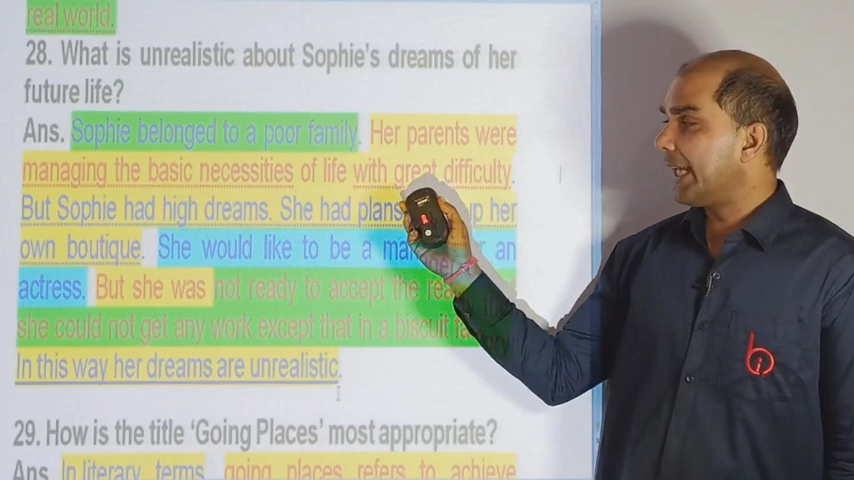 real world.
28. What is unrealistic about Sophie's dreams of her
future life?
Ans. Sophie belonged to a poor family. Her parents were
managing the basic necessities of life with great difficulty.
But Sophie had high dreams. She had plans her
own boutique. She would like to be a an
actress. But she was not ready to accept the
she could not get any work except that in a biscuit
In this way her dreams are unrealistic.
29. How is the title 'Going Places' most appropriate?
Ans In literary terms, going places refers to achieve